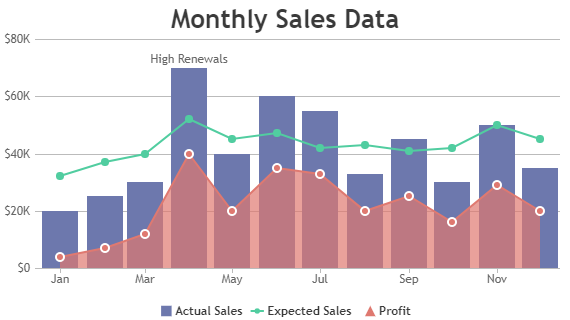 Monthly Sales Data
$80K
High Renewals
$60K
$40K
$20K
$0
Jan Mar May Jul Sep Nov
Actual Sales Expected Sales Profit